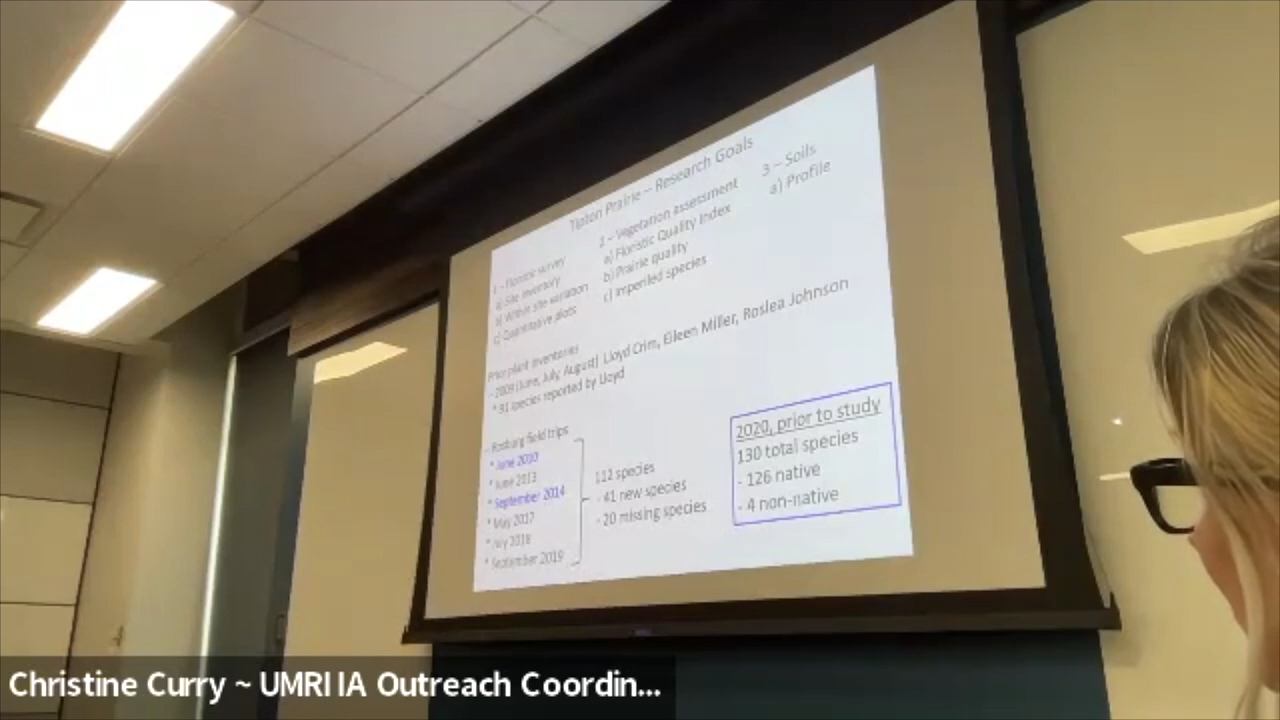 Tipton Prairie – Research Goals
1 – Floristic survey
a) Site inventory
b) Within site variation
c) Quantitative plots
2 – Vegetation assessment
a) Floristic Quality Index
b) Prairie quality
c) Imperiled species
3 – Soils
a) Profile
Prior plant inventories
- 2009 (June, July, August) Lloyd Crim, Eileen Miller, Roslea Johnson
* 91 species reported by Lloyd
- Rosburg field trips
* June 2010
* June 2013
* September 2014
* May 2017
* July 2018
* September 2019
112 species
- 41 new species
- 20 missing species
2020, prior to study
130 total species
- 126 native
- 4 non-native
Christine Curry ~ UMRI IA Outreach Coordin...